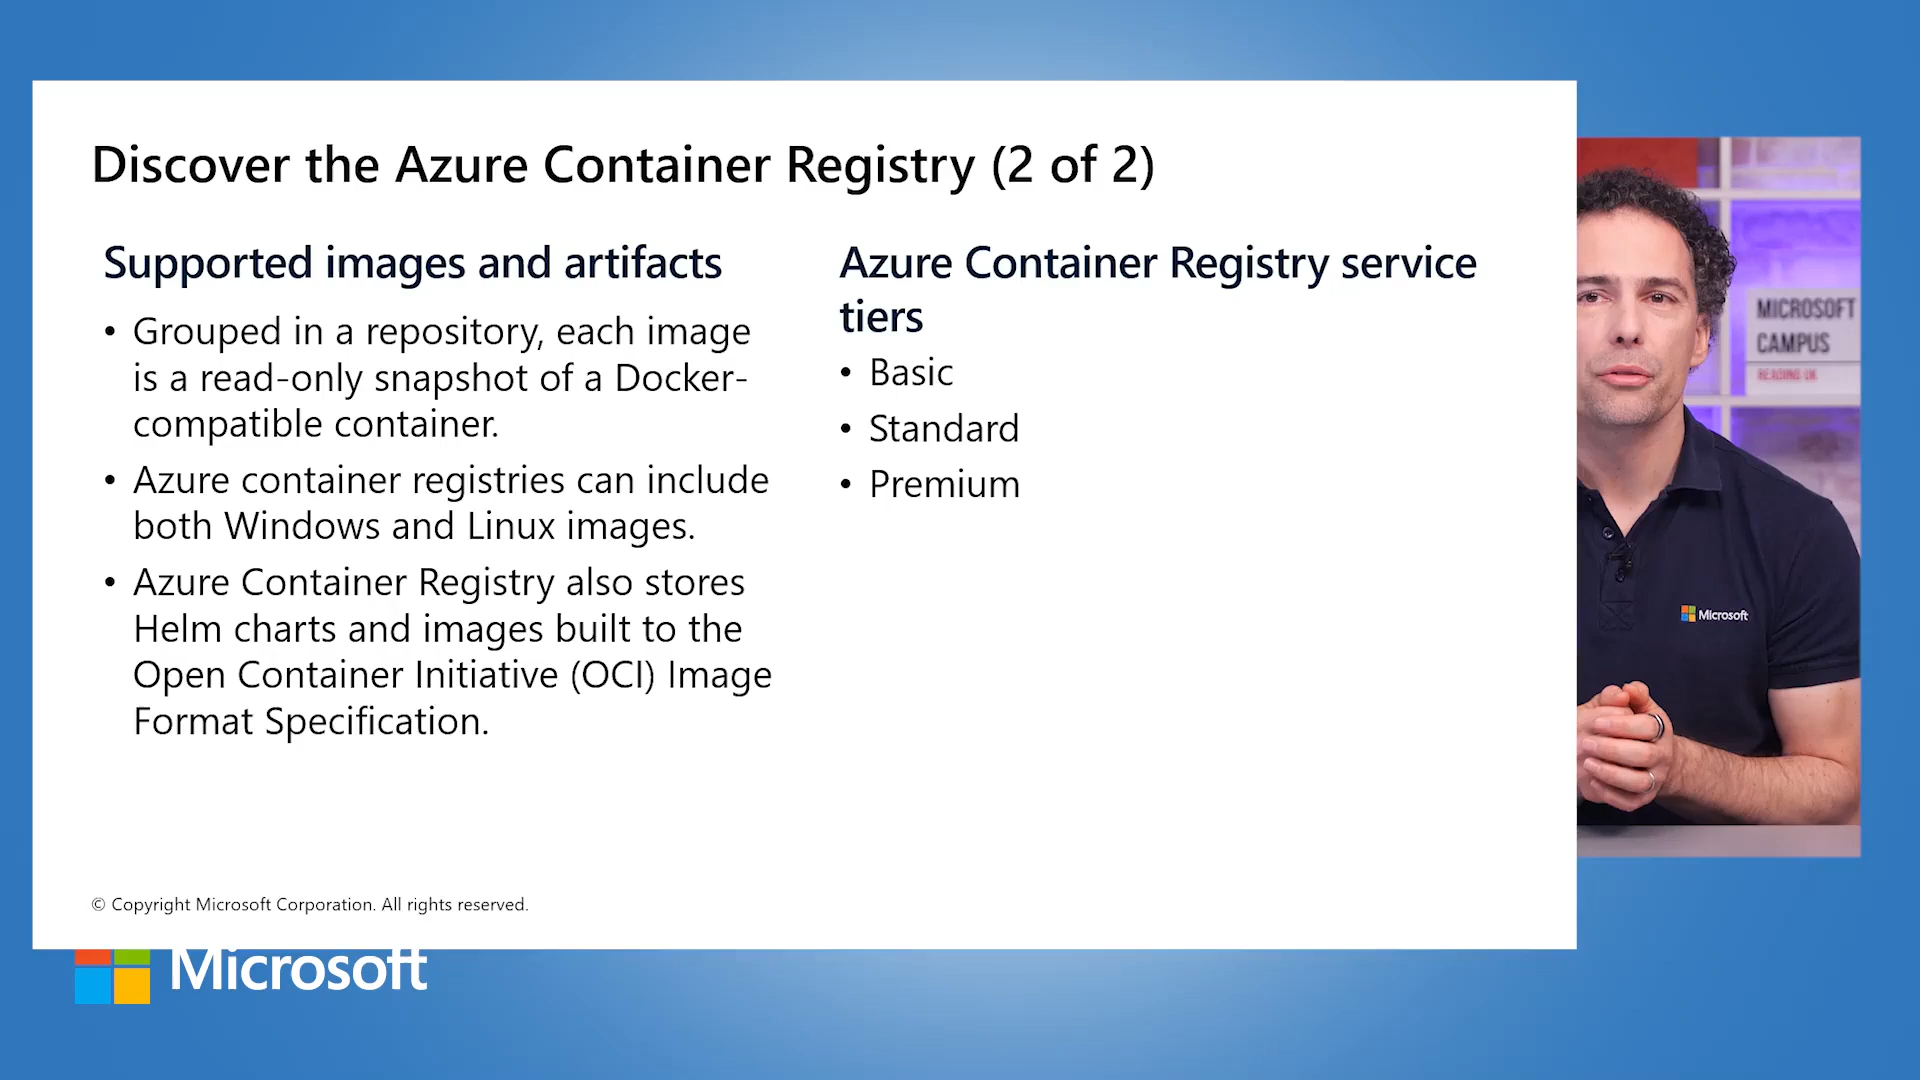 Discover the Azure Container Registry (2 of 2)
Supported images and artifacts
• Grouped in a repository, each image
is a read-only snapshot of a Docker-
compatible container.
• Azure container registries can include
both Windows and Linux images.
• Azure Container Registry also stores
Helm charts and images built to the
Open Container Initiative (OCI) Image
Format Specification.
Azure Container Registry service
tiers
• Basic
• Standard
• Premium
© Copyright Microsoft Corporation. All rights reserved.
MICROSOFT
CAMPUS
READING UK
Microsoft
Microsoft